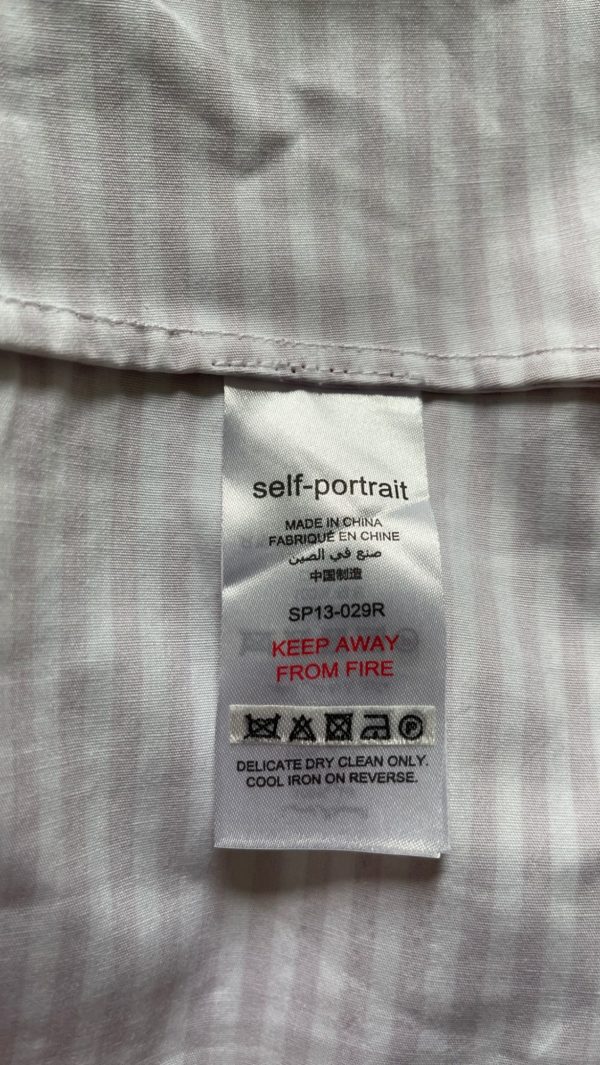 self-portrait
MADE IN CHINA
FABRIQUÉ EN CHINE
صنع في الصين
中国制造
SP13-029R
KEEP AWAY
FROM FIRE
P
DELICATE DRY CLEAN ONLY.
COOL IRON ON REVERSE.